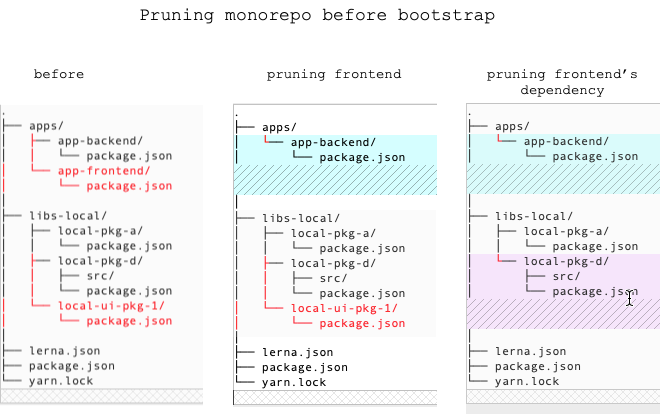 Pruning monorepo before bootstrap
before
.
├── apps/
│   ├── app-backend/
│   │   └── package.json
│   └── app-frontend/
│       └── package.json
│
├── libs-local/
│   ├── local-pkg-a/
│   │   └── package.json
│   ├── local-pkg-d/
│   │   ├── src/
│   │   └── package.json
│   └── local-ui-pkg-1/
│       └── package.json
│
├── lerna.json
├── package.json
└── yarn.lock
pruning frontend
.
├── apps/
│   └── app-backend/
│       └── package.json
│
├── libs-local/
│   ├── local-pkg-a/
│   │   └── package.json
│   ├── local-pkg-d/
│   │   ├── src/
│   │   └── package.json
│   └── local-ui-pkg-1/
│       └── package.json
│
├── lerna.json
├── package.json
└── yarn.lock
pruning frontend's
dependency
.
├── apps/
│   └── app-backend/
│       └── package.json
│
├── libs-local/
│   ├── local-pkg-a/
│   │   └── package.json
│   └── local-pkg-d/
│       ├── src/
│       └── package.json
│
├── lerna.json
├── package.json
└── yarn.lock